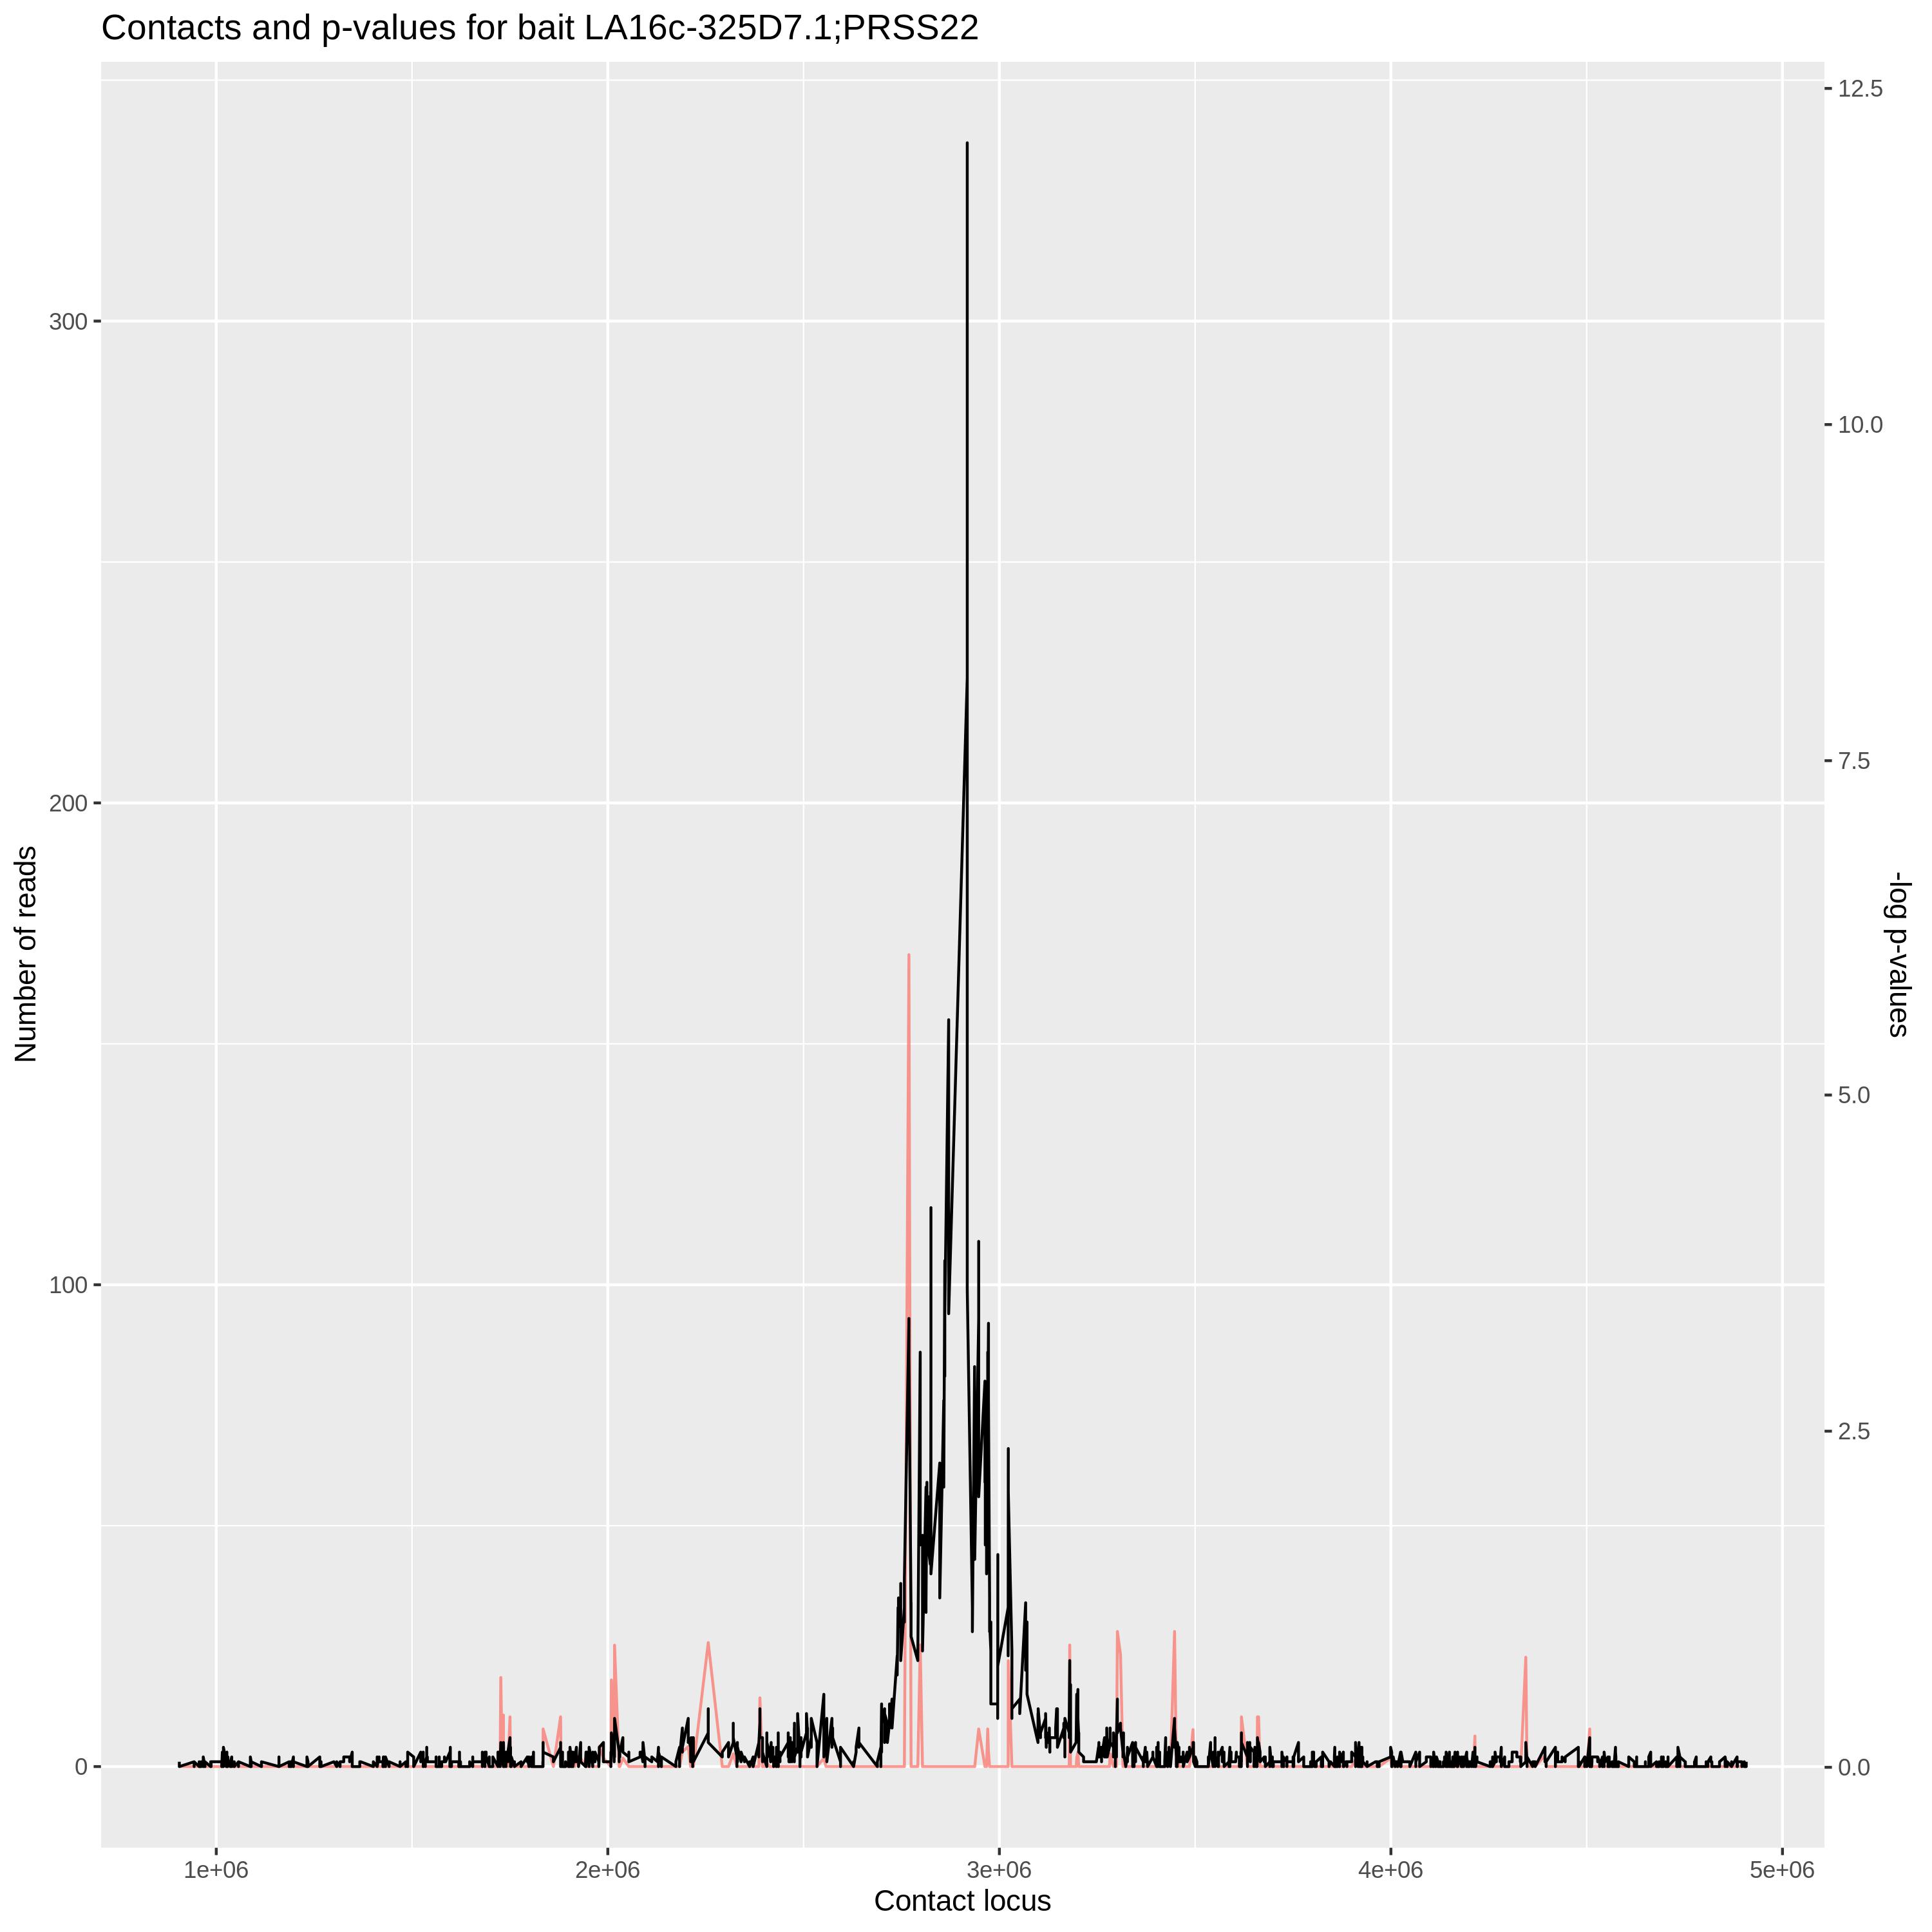 Contacts and p-values for bait LA16c-325D7.1;PRSS22
Number of reads
300
200
100
0
12.5
10.0
7.5
5.0
2.5
0.0
-log p-values
1e+06
2e+06
3e+06
4e+06
5e+06
Contact locus